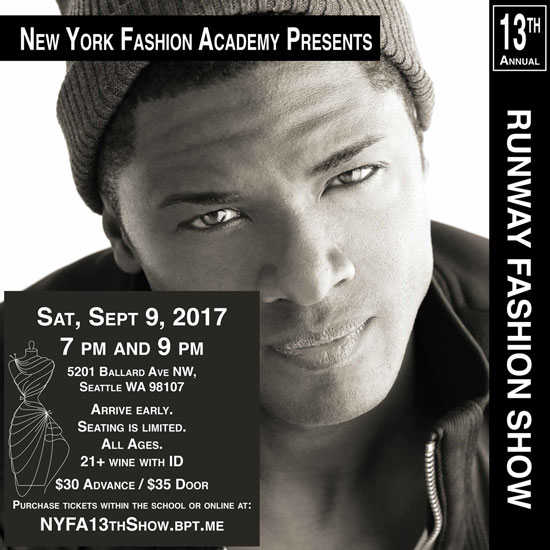 New York Fashion Academy Presents
13TH
Annual
RUNWAY FASHION SHOW
Sat, Sept 9, 2017
7 pm and 9 pm
5201 Ballard Ave NW,
Seattle WA 98107
Arrive early.
Seating is limited.
All Ages.
21+ wine with ID
$30 Advance / $35 Door
Purchase tickets within the school or online at:
NYFA13thShow.bpt.me